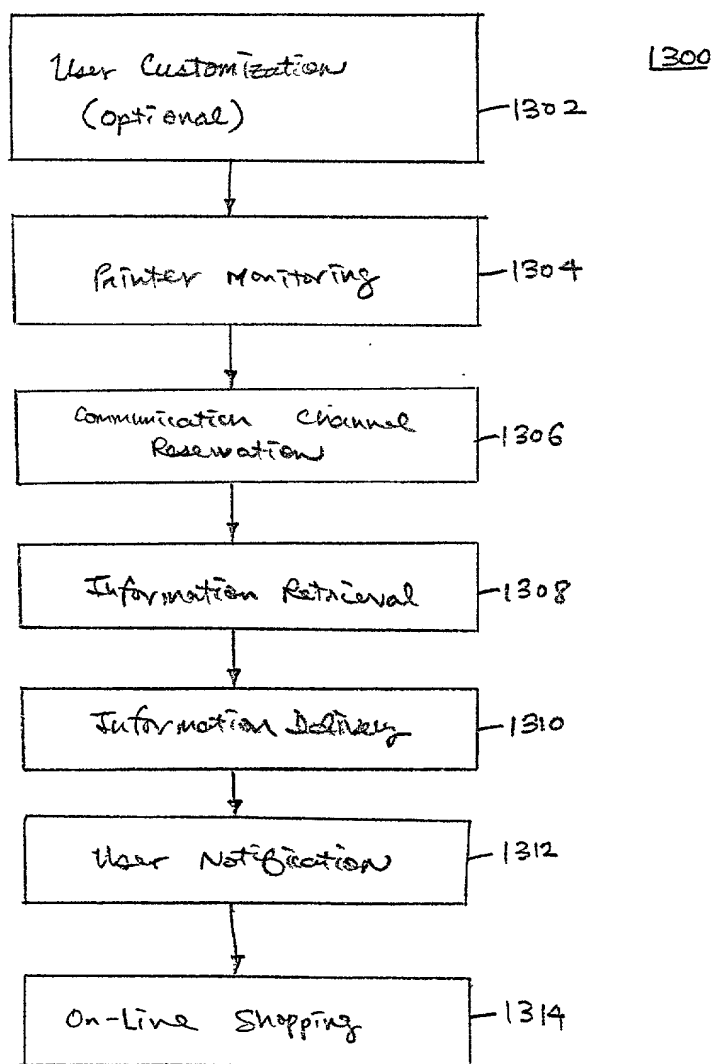 1300
User Customization
(optional)
1302
Printer Monitoring
1304
Communication Channel
Reservation
1306
Information Retrieval
1308
Information Delivery
1310
User Notification
1312
On-Line Shopping
1314